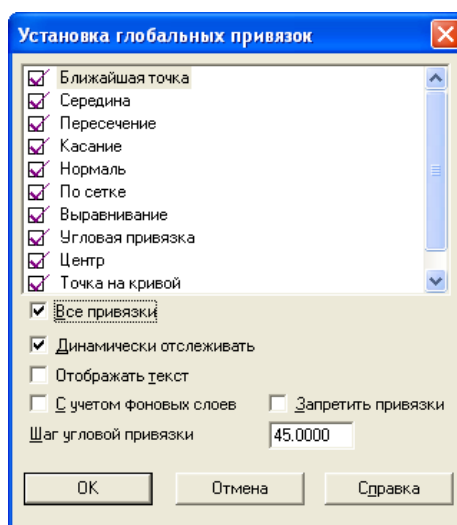 Установка глобальных привязок
Ближайшая точка
Середина
Пересечение
Касание
Нормаль
По сетке
Выравнивание
Угловая привязка
Центр
Точка на кривой
Все привязки
Динамически отслеживать
Отображать текст
С учетом фоновых слоев Запретить привязки
Шаг угловой привязки 45.0000
OK Отмена Справка